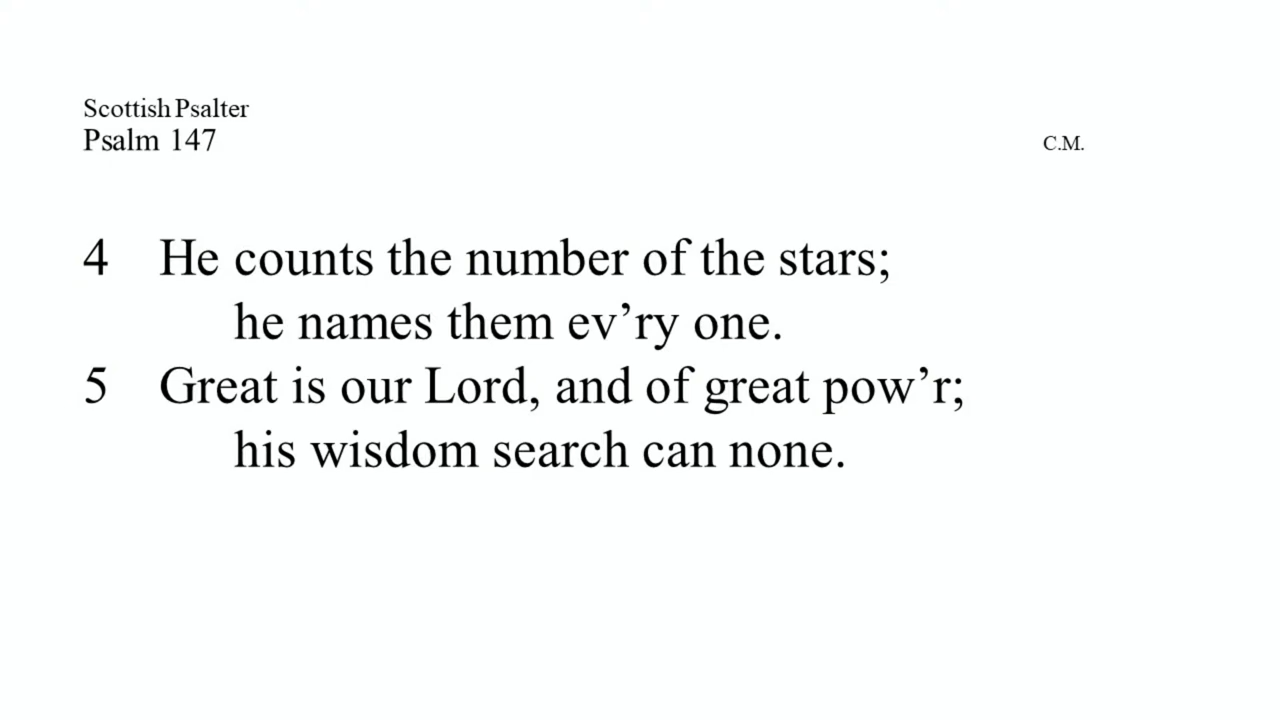 Scottish Psalter
Psalm 147 C.M.
4 He counts the number of the stars;
he names them ev’ry one.
5 Great is our Lord, and of great pow’r;
his wisdom search can none.